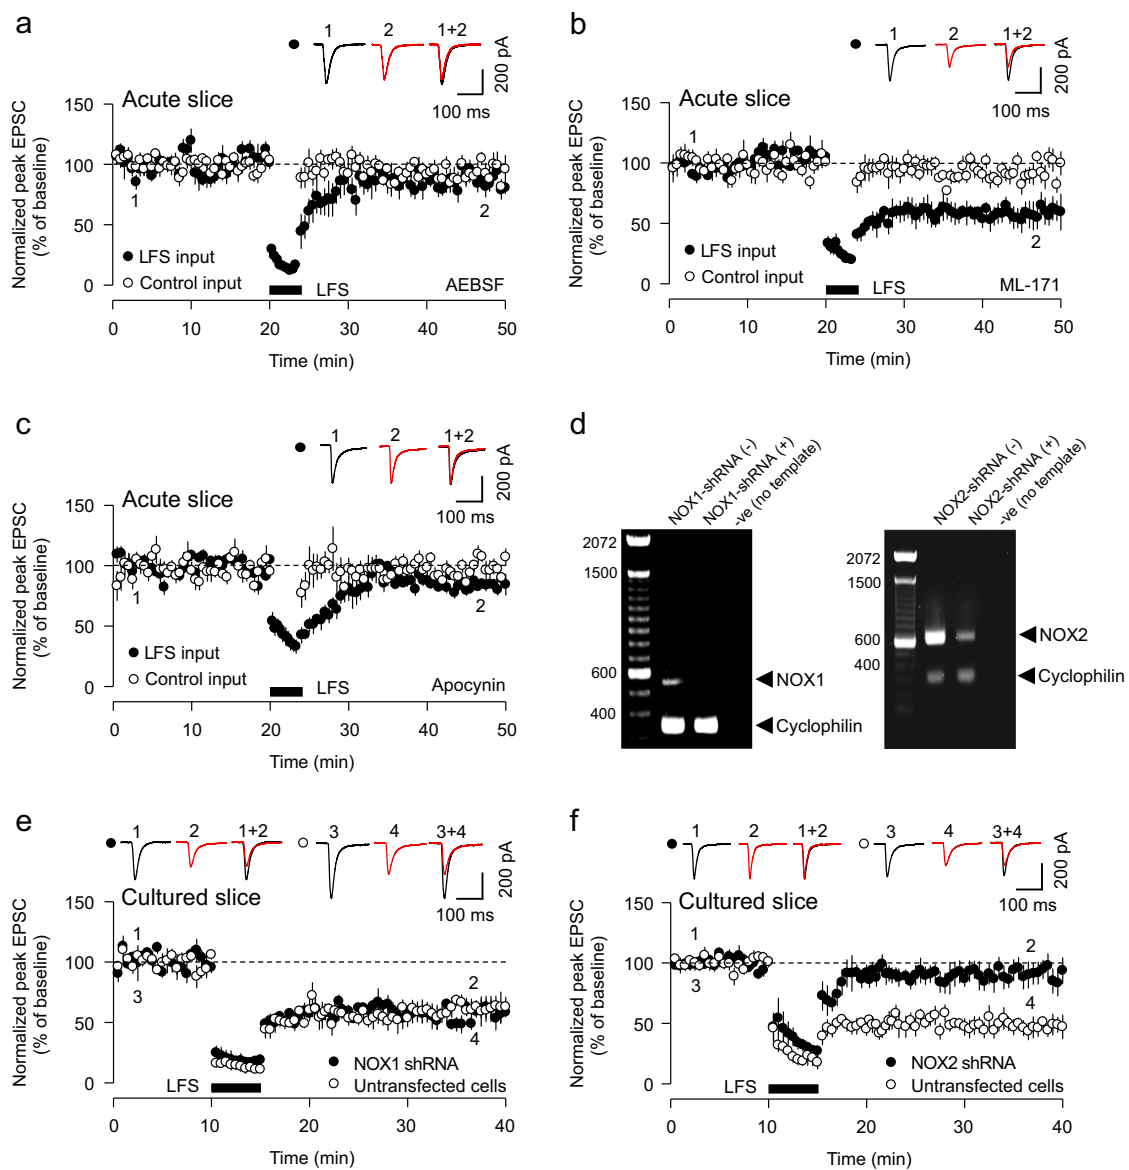 a
1 2 1+2
200 pA
100 ms
Acute slice
Normalized peak EPSC
(% of baseline)
150
100
50
0
1
2
LFS input
Control input
LFS
AEBSF
0 10 20 30 40 50
Time (min)
b
1 2 1+2
200 pA
100 ms
Acute slice
Normalized peak EPSC
(% of baseline)
150
100
50
0
1
2
LFS input
Control input
LFS
ML-171
0 10 20 30 40 50
Time (min)
c
1 2 1+2
200 pA
100 ms
Acute slice
Normalized peak EPSC
(% of baseline)
150
100
50
0
1
2
LFS input
Control input
LFS
Apocynin
0 10 20 30 40 50
Time (min)
d
NOX1-shRNA (-)
NOX1-shRNA (+)
-ve (no template)
2072
1500
600
400
NOX1
Cyclophilin
NOX2-shRNA (-)
NOX2-shRNA (+)
-ve (no template)
2072
1500
600
400
NOX2
Cyclophilin
e
1 2 1+2 3 4 3+4
200 pA
100 ms
Cultured slice
Normalized peak EPSC
(% of baseline)
150
100
50
0
1
3
2
4
NOX1 shRNA
Untransfected cells
LFS
0 10 20 30 40
Time (min)
f
1 2 1+2 3 4 3+4
200 pA
100 ms
Cultured slice
Normalized peak EPSC
(% of baseline)
150
100
50
0
1
3
2
4
NOX2 shRNA
Untransfected cells
LFS
0 10 20 30 40
Time (min)